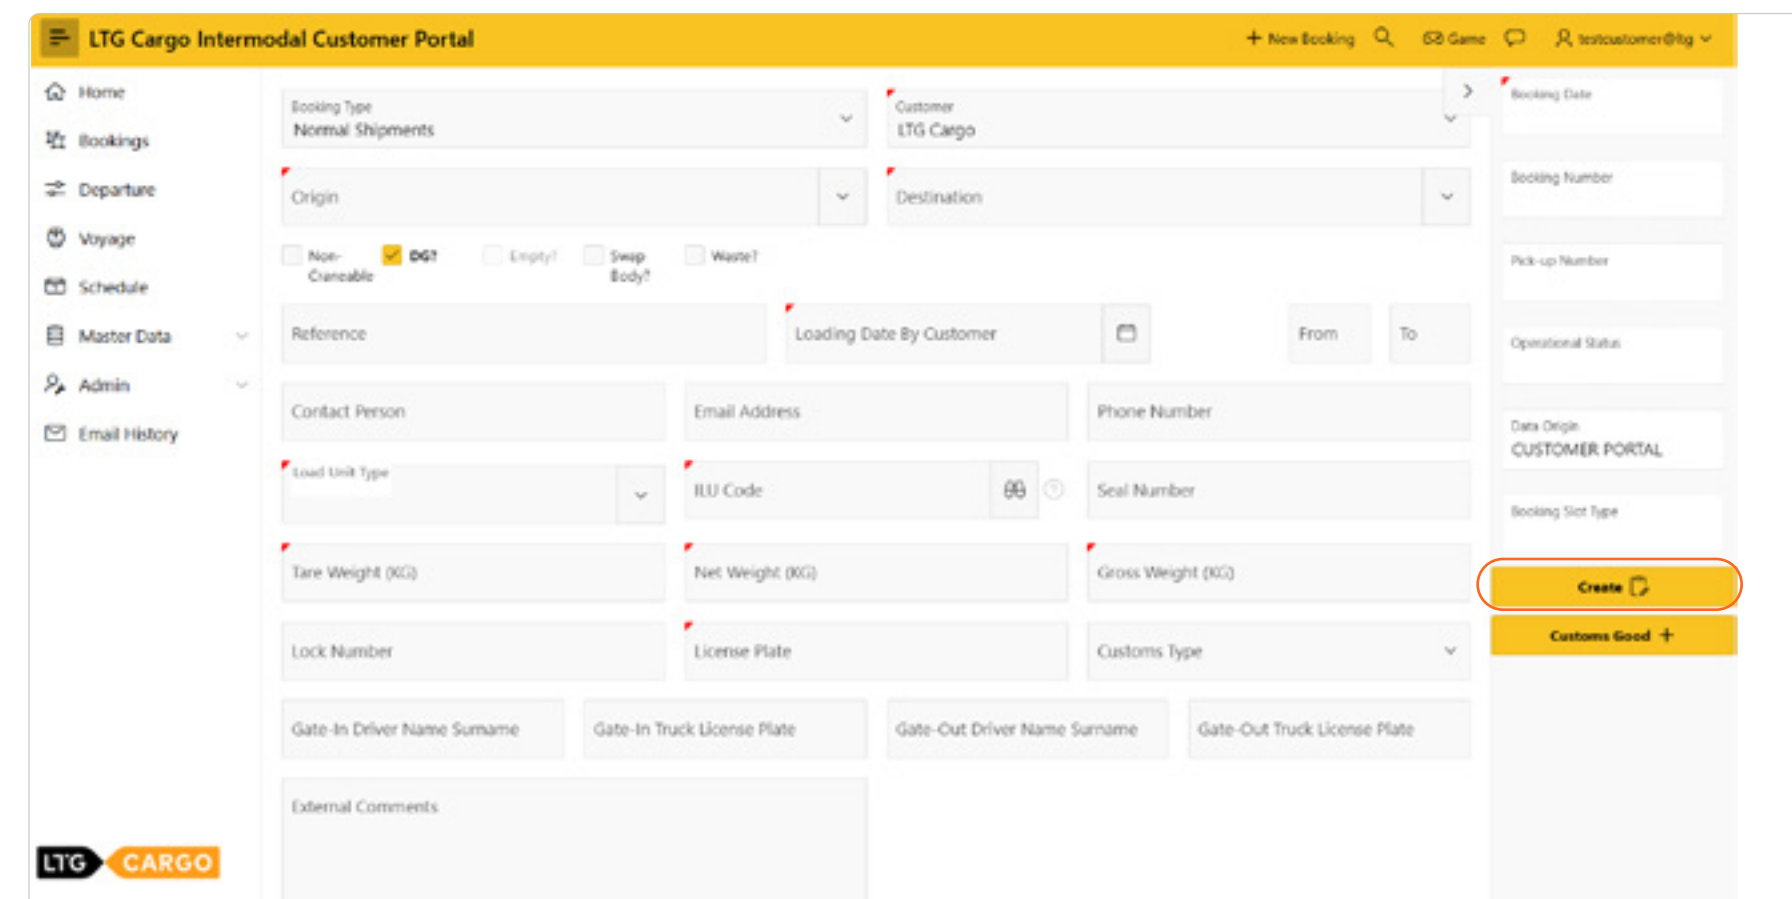 LTG Cargo Intermodal Customer Portal
+ New Booking
Game
testcustomer@ltg
Home
Bookings
Departure
Voyage
Schedule
Master Data
Admin
Email History
LTG CARGO
Booking Type
Normal Shipments
Customer
LTG Cargo
Origin
Destination
Non-Craneable
DG?
Empty?
Swap Body?
Waste?
Reference
Loading Date By Customer
From
To
Contact Person
Email Address
Phone Number
Load Unit Type
ILU Code
Seal Number
Tare Weight (KG)
Net Weight (KG)
Gross Weight (KG)
Lock Number
License Plate
Customs Type
Gate-In Driver Name Surname
Gate-In Truck License Plate
Gate-Out Driver Name Surname
Gate-Out Truck License Plate
External Comments
Booking Date
Booking Number
Pick-up Number
Operational Status
Data Origin
CUSTOMER PORTAL
Booking Slot Type
Create
Customs Good +